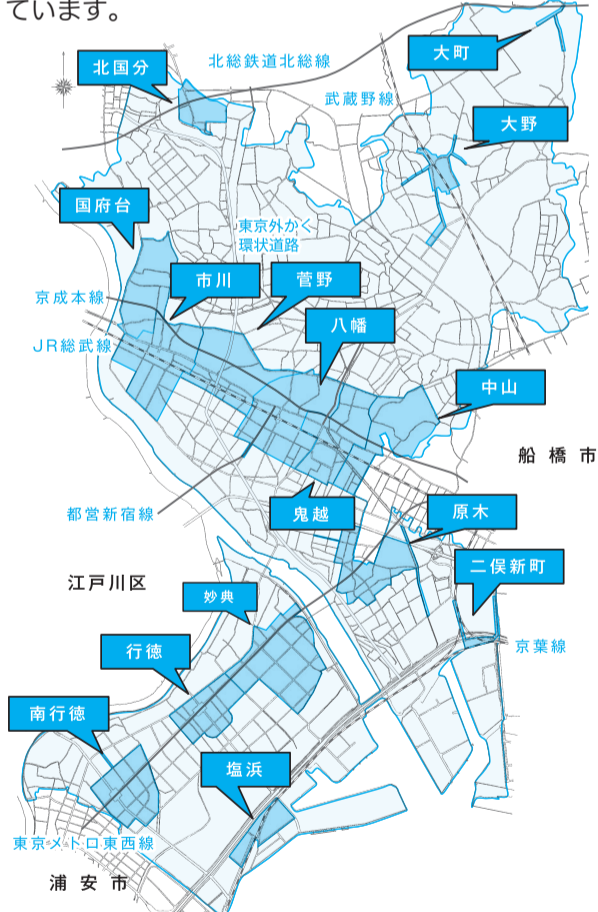 ています。
大町
北国分
北総鉄道北総線
武蔵野線
大野
国府台
東京外かく
環状道路
市川
菅野
京成本線
八幡
JR総武線
中山
船橋市
都営新宿線
鬼越
原木
二俣新町
江戸川区
妙典
京葉線
行徳
南行徳
塩浜
東京メトロ東西線
浦安市